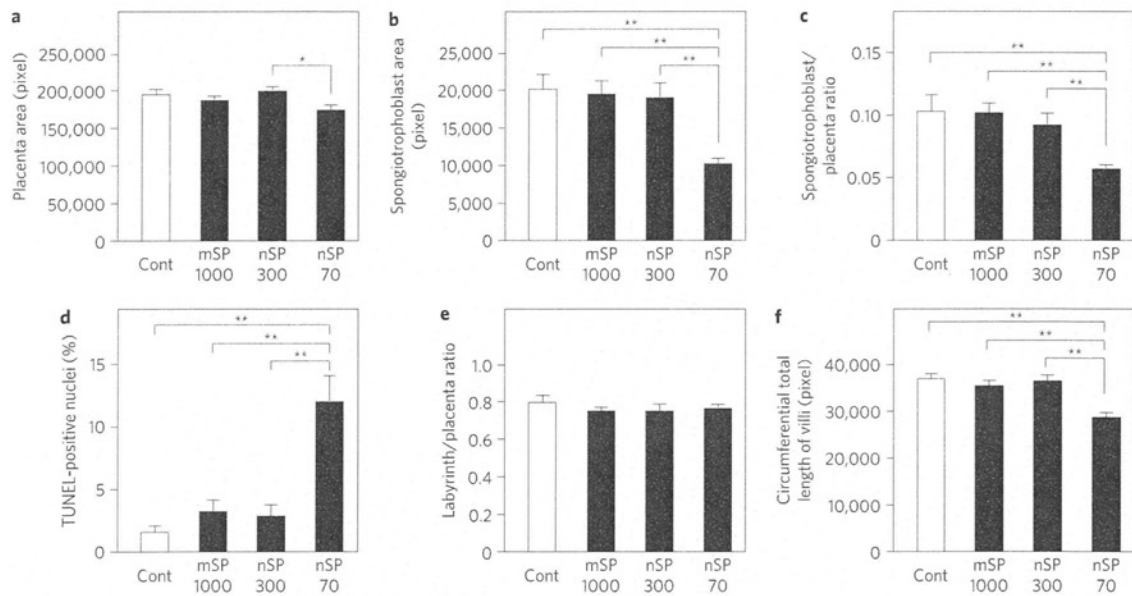 a
Placenta area (pixel)
250,000
200,000
150,000
100,000
50,000
0
*
Cont
mSP
1000
nSP
300
nSP
70
b
Spongiotrophoblast area
(pixel)
25,000
20,000
15,000
10,000
5,000
0
**
**
**
Cont
mSP
1000
nSP
300
nSP
70
c
Spongiotrophoblast/
placenta ratio
0.15
0.10
0.05
0
**
**
**
Cont
mSP
1000
nSP
300
nSP
70
d
TUNEL-positive nuclei (%)
15
10
5
0
**
**
**
Cont
mSP
1000
nSP
300
nSP
70
e
Labyrinth/placenta ratio
1.0
0.8
0.6
0.4
0.2
0
Cont
mSP
1000
nSP
300
nSP
70
f
Circumferential total
length of villi (pixel)
40,000
30,000
20,000
10,000
0
**
**
**
Cont
mSP
1000
nSP
300
nSP
70